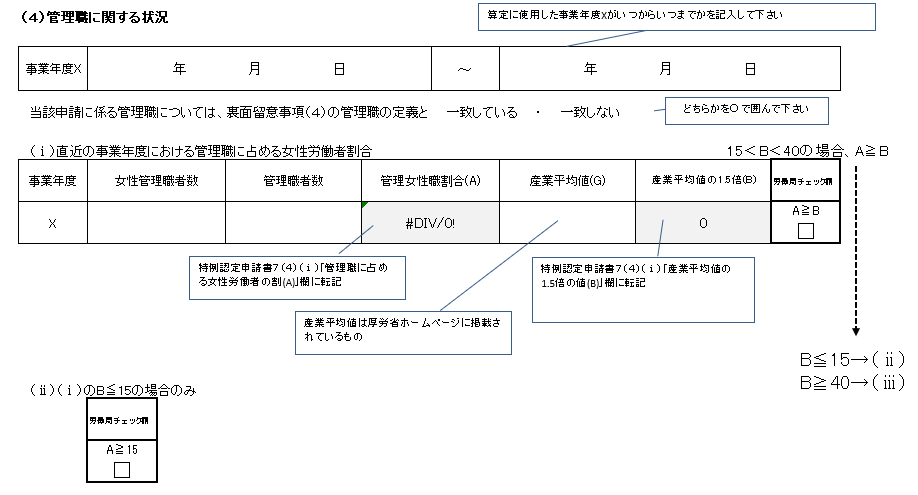 （４）管理職に関する状況
算定に使用した事業年度Xがいつからいつまでかを記入して下さい
事業年度X 年 月 日 ～ 年 月 日
当該申請に係る管理職については、裏面留意事項（４）の管理職の定義と 一致している ・ 一致しない
どちらかを○で囲んで下さい
（ⅰ）直近の事業年度における管理職に占める女性労働者割合
１５＜B＜４０の場合、A≧B
事業年度 女性管理職者数 管理職者数 管理女性職割合（A） 産業平均値（G） 産業平均値の1.5倍（B） 労働局チェック欄
X #DIV/0! 0 A≧B □
特例認定申請書７（４）（ⅰ）「管理職に占め
る女性労働者の割(A)」欄に転記
特例認定申請書７（４）（ⅰ）「産業平均値の
1.5倍の値(B)」欄に転記
産業平均値は厚労省ホームページに掲載さ
れているもの
B≦15→（ⅱ）
B≧40→（ⅲ）
（ⅱ）（ⅰ）のB≦15の場合のみ
労働局チェック欄
A≧15
□